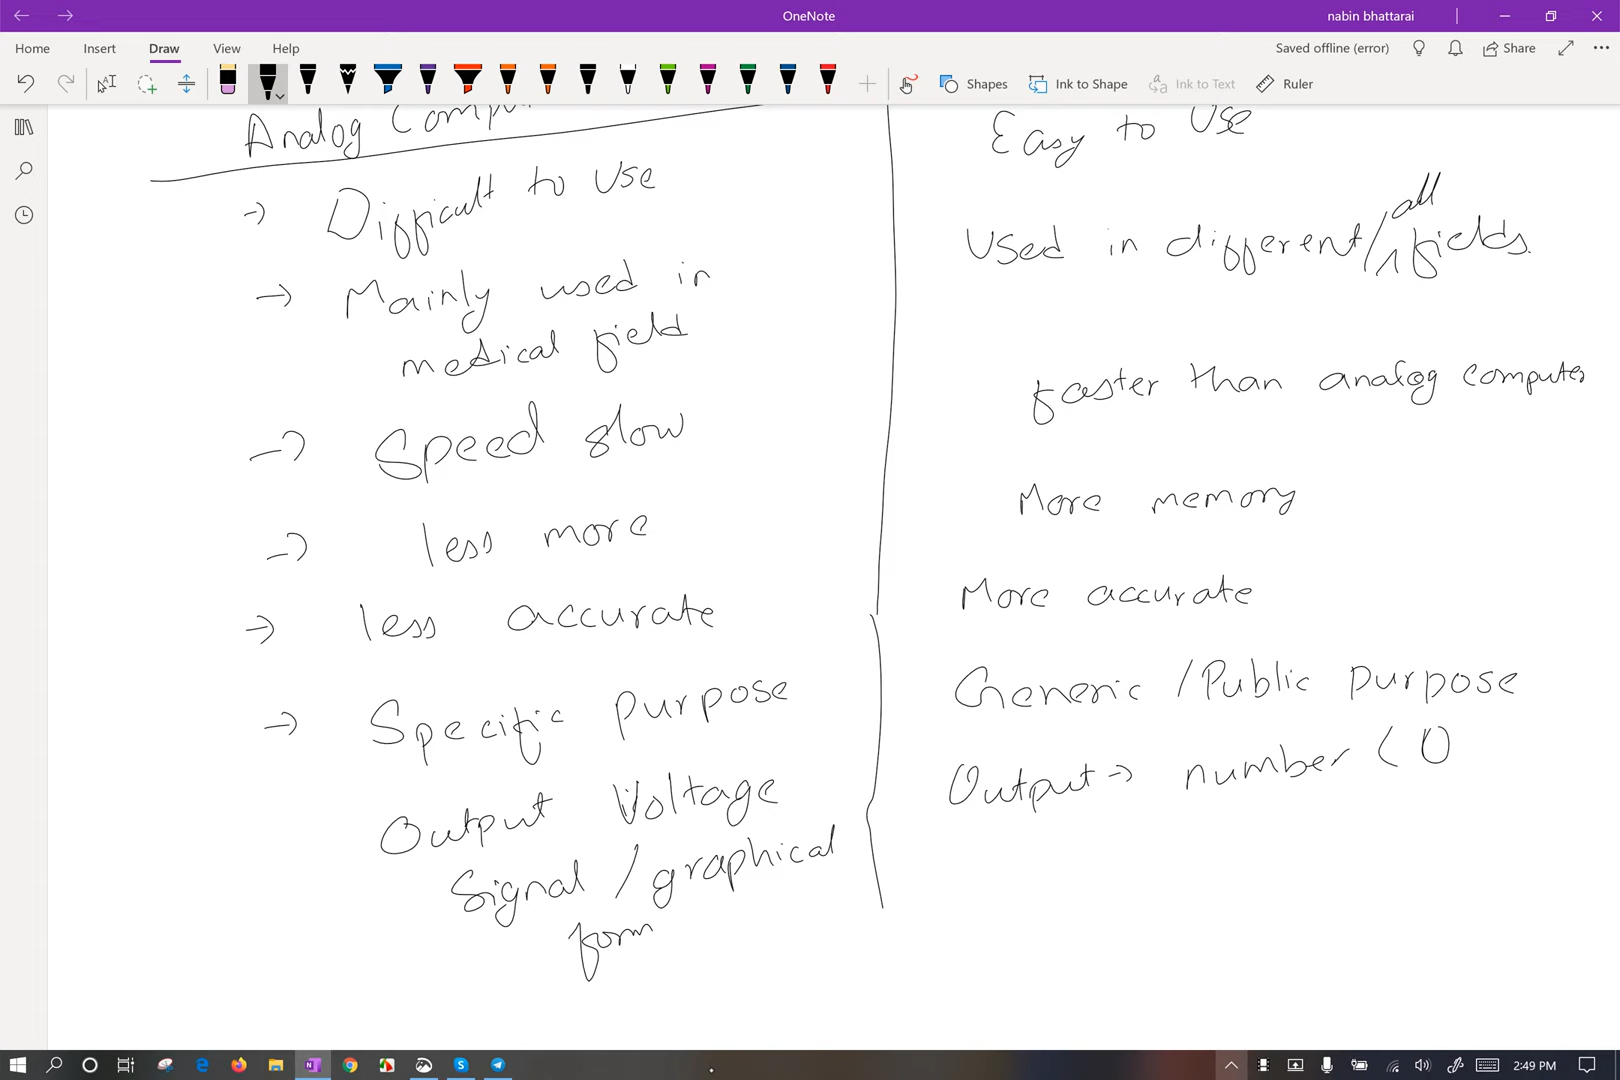 OneNote
nabin bhattarai
Home Insert Draw View Help
Saved offline (error) Share
Shapes Ink to Shape Ink to Text Ruler
Analog
Difficult to Use
Mainly used in
medical field
Speed slow
less more
less accurate
Specific Purpose
Output Voltage
Signal / graphical
form
Easy to Use
all
Used in different/ fields.
faster than analog computer
More memory
More accurate
Generic / Public Purpose
Output → number ( 0
2:49 PM